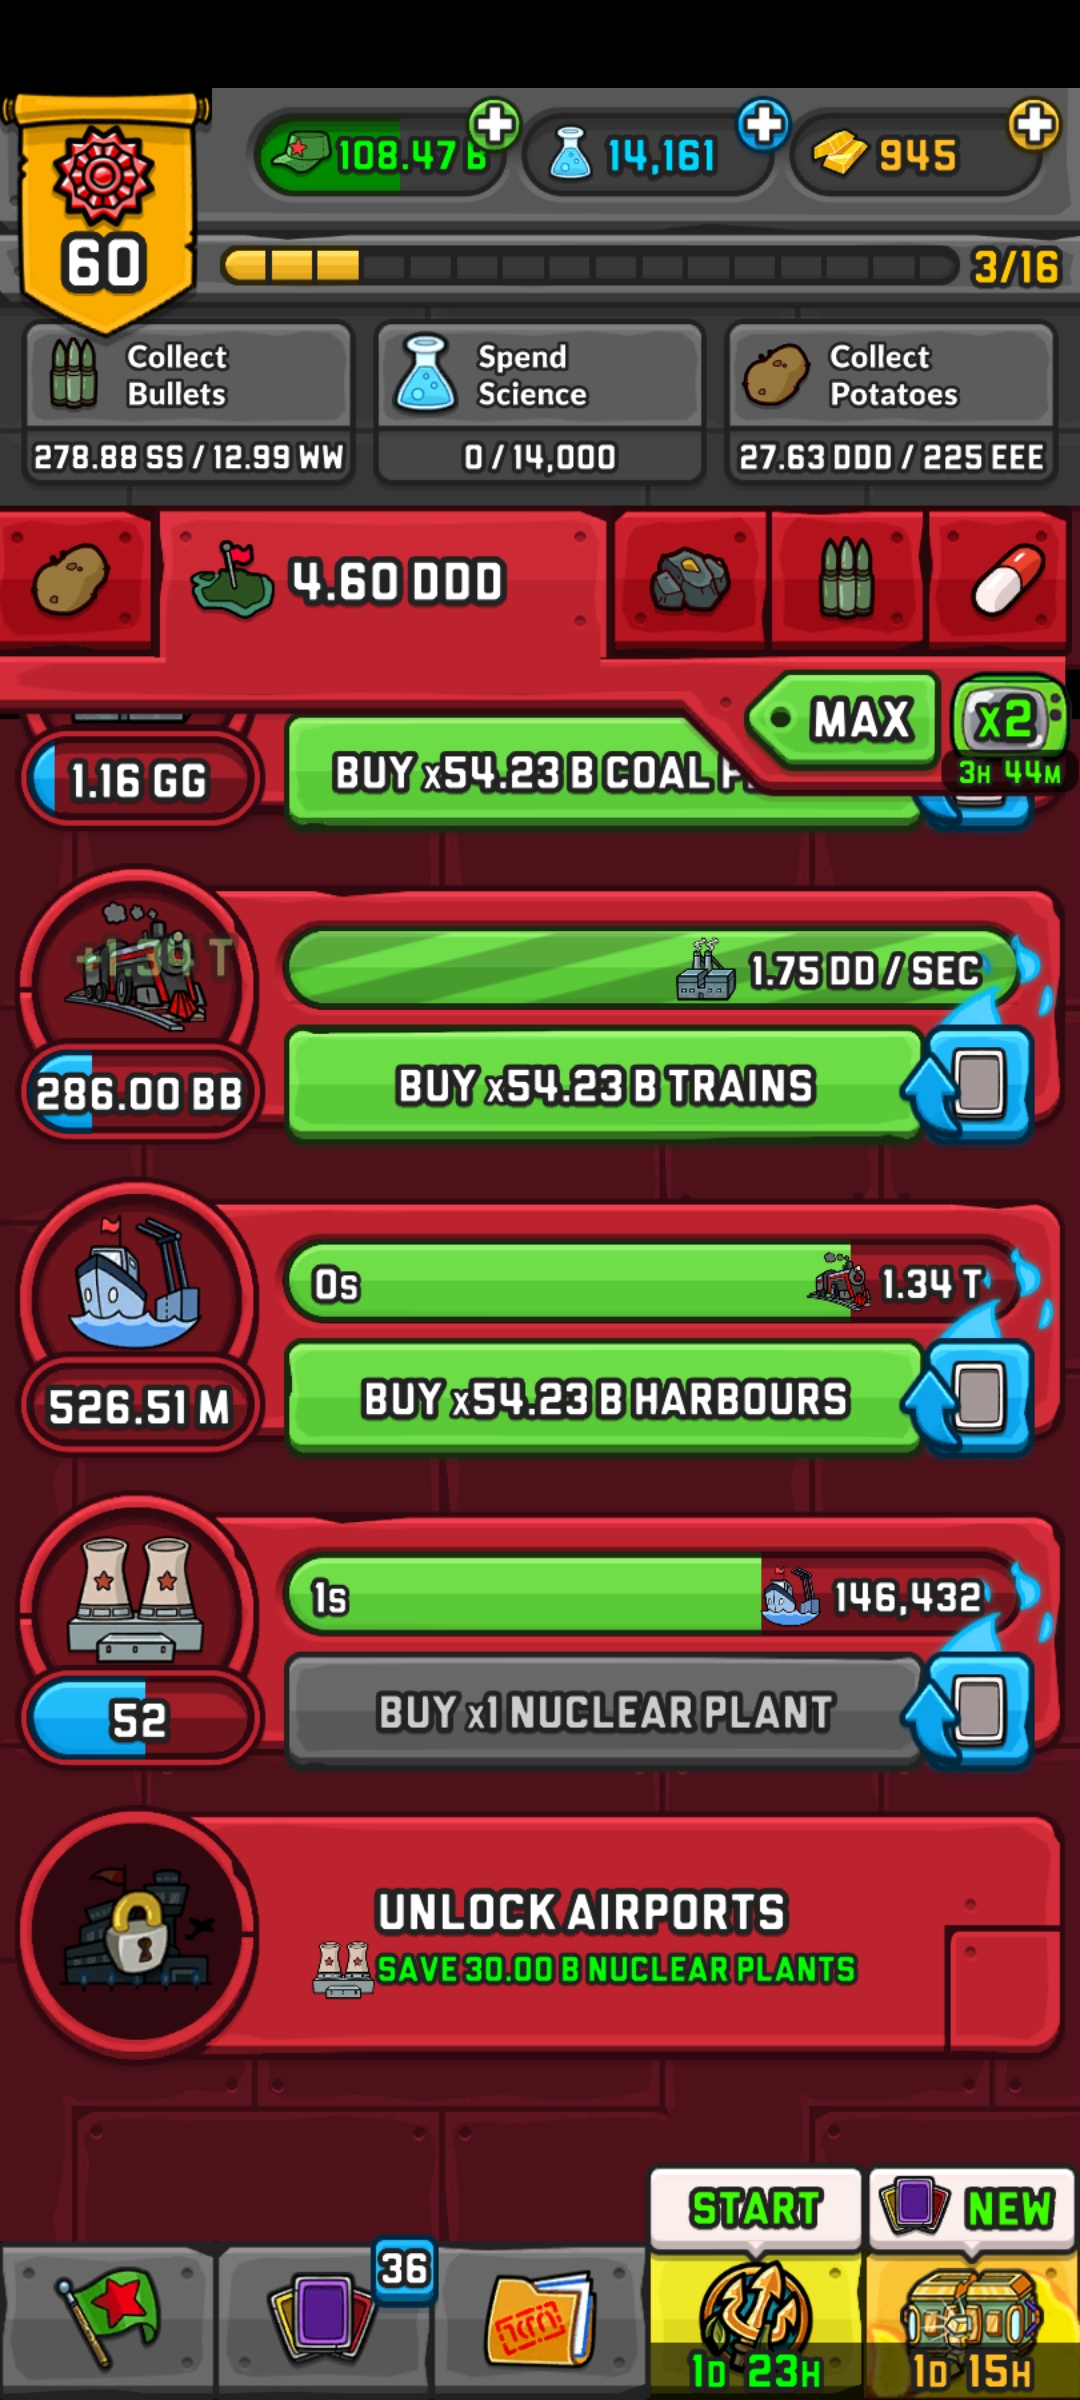 108.47 B
14,161
945
60
3/16
Collect
Bullets
278.88 SS / 12.99 WW
Spend
Science
0 / 14,000
Collect
Potatoes
27.63 DDD / 225 EEE
4.60 DDD
MAX
x2
3H 44M
1.16 GG
BUY x54.23 B COAL P
+1.34 T
1.75 DD / SEC
286.00 BB
BUY x54.23 B TRAINS
0s
1.34 T
526.51 M
BUY x54.23 B HARBOURS
1s
146,432
52
BUY x1 NUCLEAR PLANT
UNLOCK AIRPORTS
SAVE 30.00 B NUCLEAR PLANTS
START
NEW
36
1D 23H
1D 15H